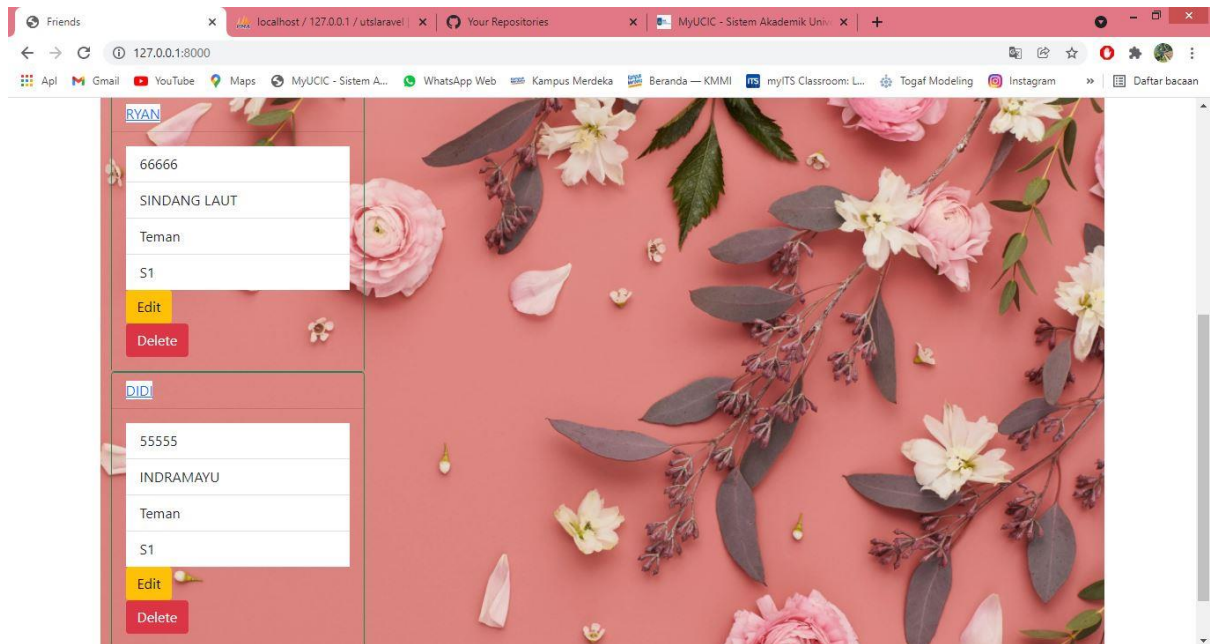 Friends
localhost / 127.0.0.1 / utslaravel |
Your Repositories
MyUCIC - Sistem Akademik Univ
127.0.0.1:8000
Apl
Gmail
YouTube
Maps
MyUCIC - Sistem A...
WhatsApp Web
Kampus Merdeka
Beranda — KMMI
myITS Classroom: L...
Togaf Modeling
Instagram
»
Daftar bacaan
RYAN
66666
SINDANG LAUT
Teman
S1
Edit
Delete
DIDI
55555
INDRAMAYU
Teman
S1
Edit
Delete